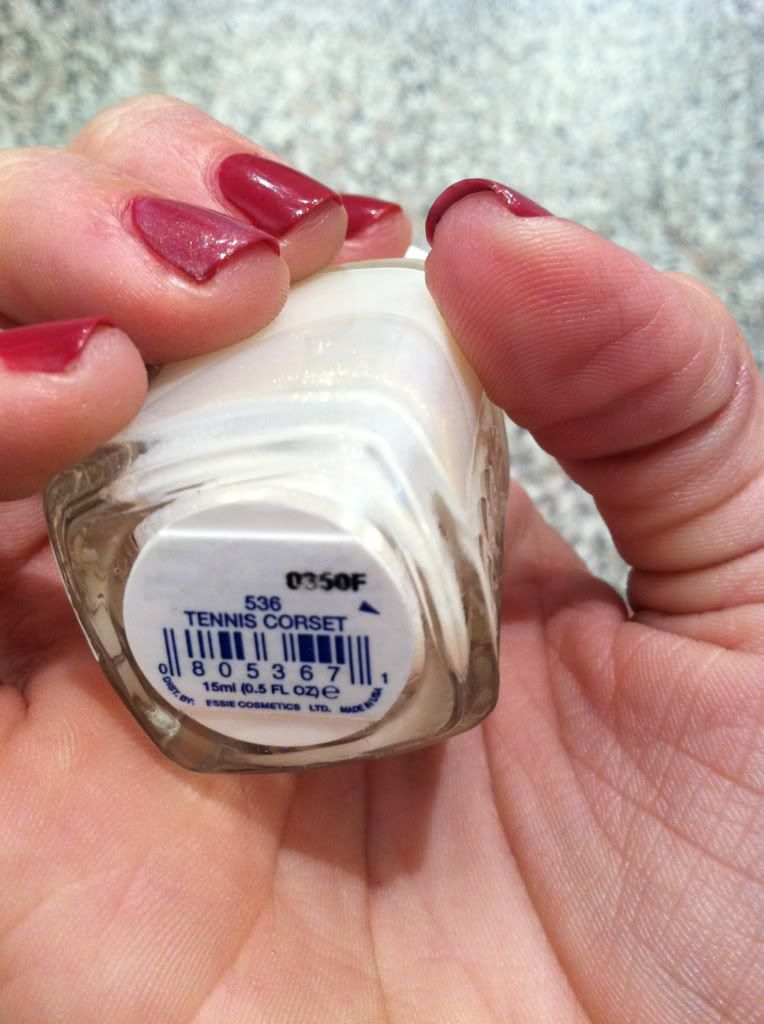 0350F
536
TENNIS CORSET
0 805367 1
15ml (0.5 FL OZ) e
DIST. BY: ESSIE COSMETICS LTD. MADE IN USA